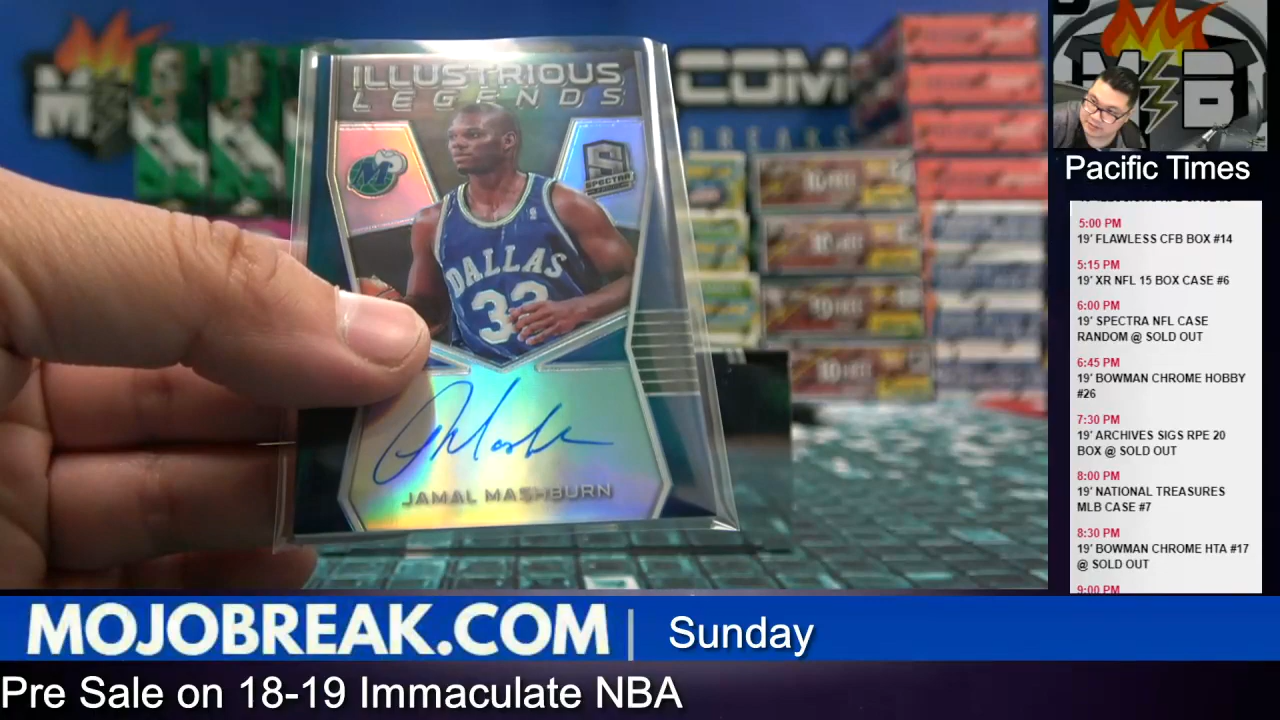 ILLUSTRIOUS
LEGENDS
M
S
SPECTRA
DALLAS
32
JAMAL MASHBURN
.COM
BREAKS
M
B
Pacific Times
5:00 PM
19' FLAWLESS CFB BOX #14
5:15 PM
19' XR NFL 15 BOX CASE #6
6:00 PM
19' SPECTRA NFL CASE
RANDOM @ SOLD OUT
6:45 PM
19' BOWMAN CHROME HOBBY
#26
7:30 PM
19' ARCHIVES SIGS RPE 20
BOX @ SOLD OUT
8:00 PM
19' NATIONAL TREASURES
MLB CASE #7
8:30 PM
19' BOWMAN CHROME HTA #17
@ SOLD OUT
9:00 PM
MOJOBREAK.COM | Sunday
Pre Sale on 18-19 Immaculate NBA